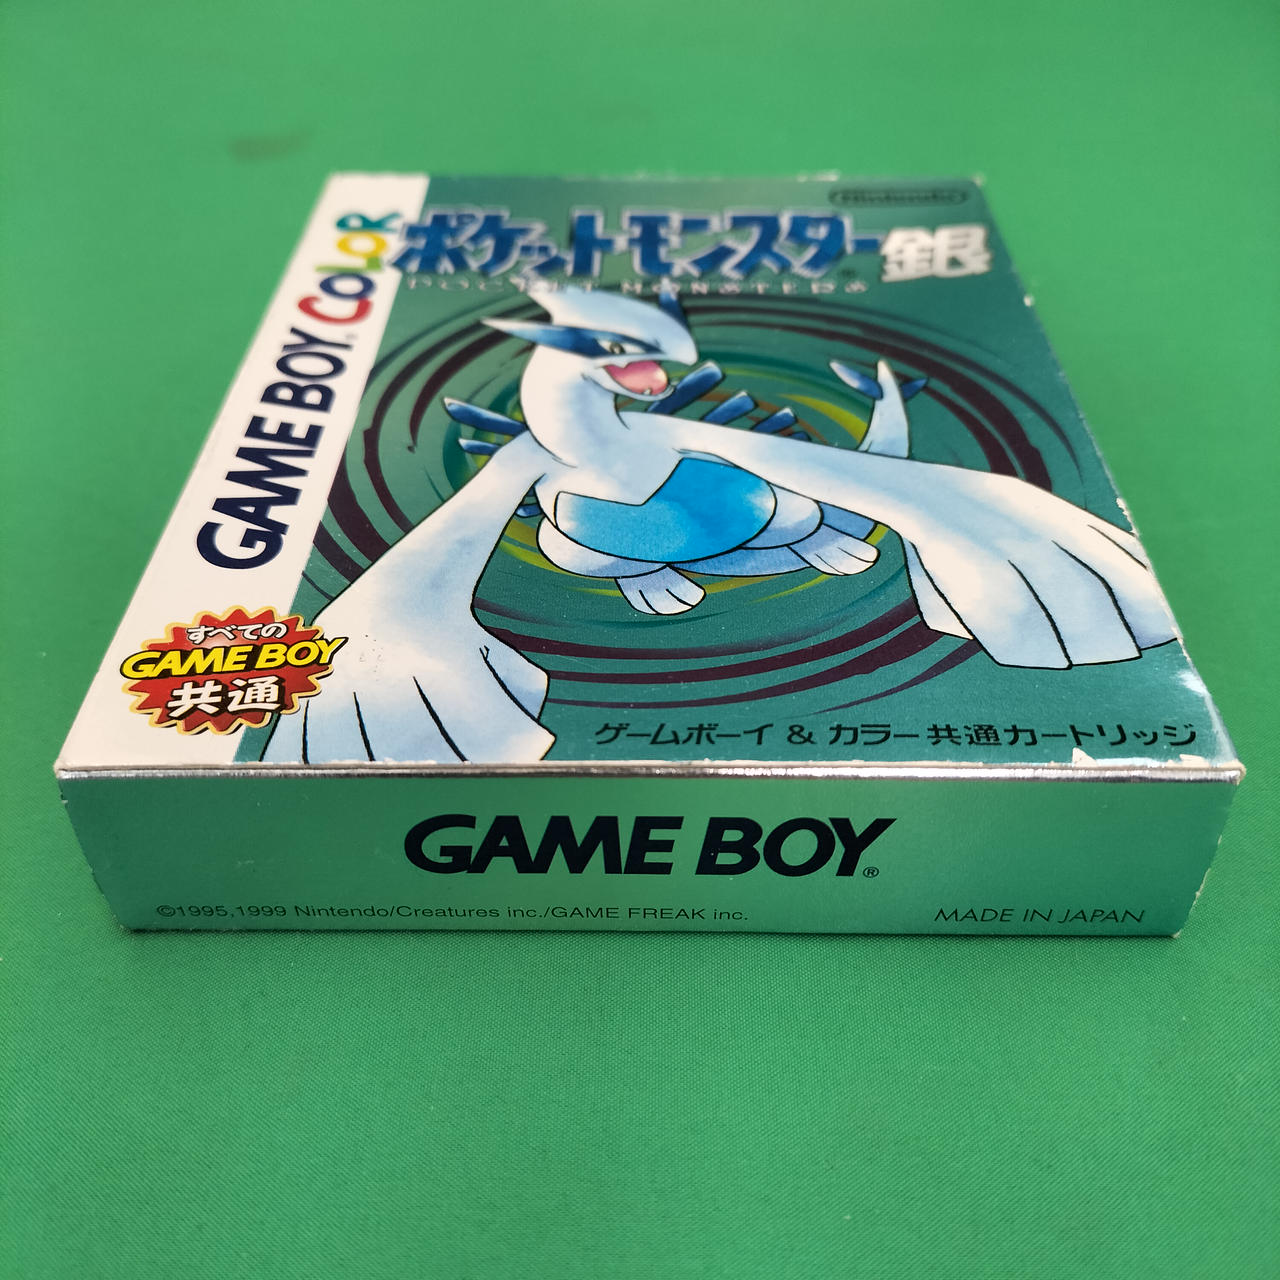 Nintendo
ポケットモンスター銀
POCKET MONSTERS
GAME BOY COLOR
すべての
GAME BOY
共通
ゲームボーイ & カラー共通カートリッジ
GAME BOY®
©1995,1999 Nintendo/Creatures inc./GAME FREAK inc.
MADE IN JAPAN